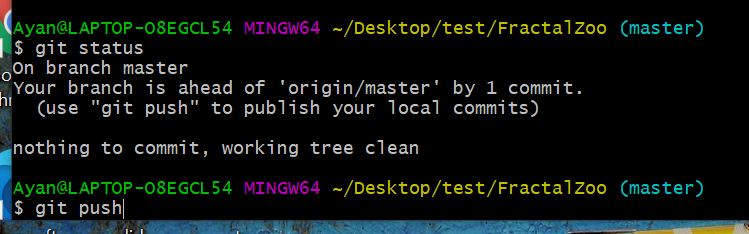 Ayan@LAPTOP-O8EGCL54 MINGW64 ~/Desktop/test/FractalZoo (master)
$ git status
On branch master
Your branch is ahead of 'origin/master' by 1 commit.
  (use "git push" to publish your local commits)

nothing to commit, working tree clean

Ayan@LAPTOP-O8EGCL54 MINGW64 ~/Desktop/test/FractalZoo (master)
$ git push